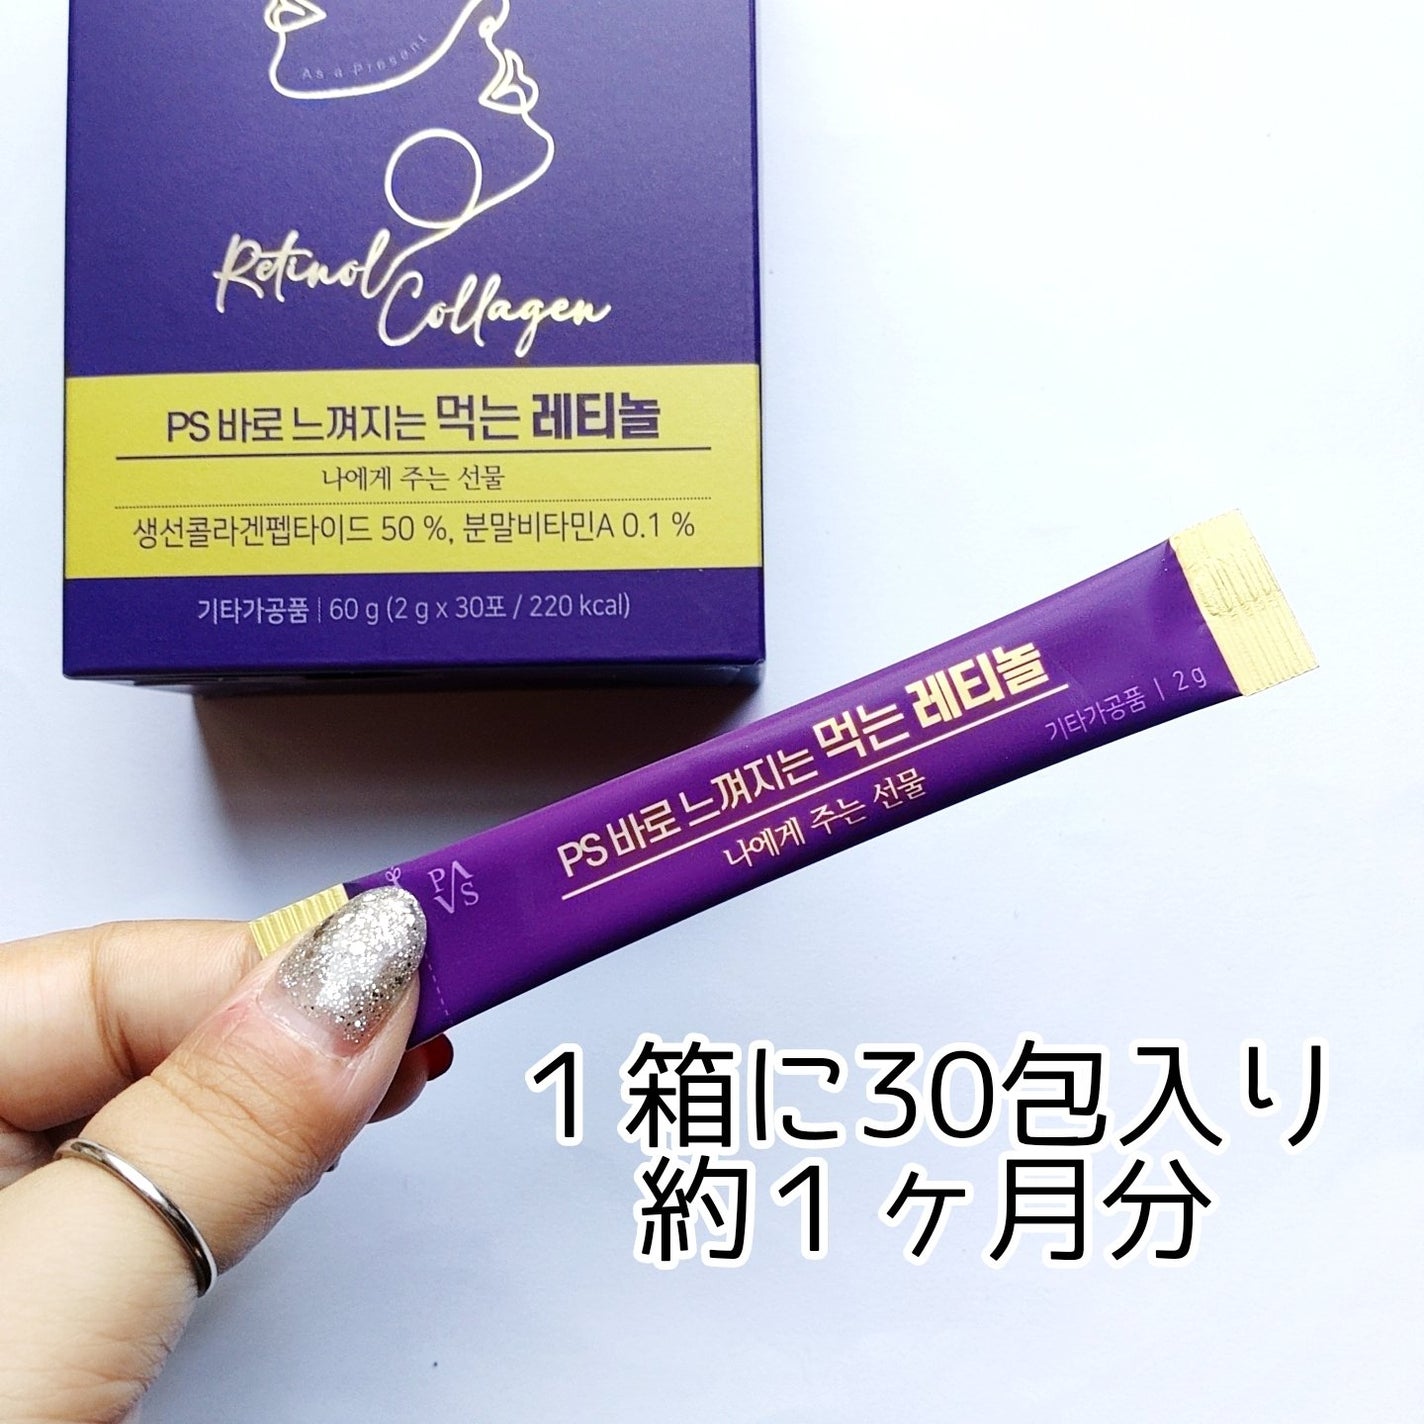 As a Present
Retinol
Collagen
PS 바로 느껴지는 먹는 레티놀
나에게 주는 선물
생선콜라겐펩타이드 50 %, 분말비타민A 0.1 %
기타가공품 | 60 g (2 g x 30포 / 220 kcal)
PS 바로 느껴지는 먹는 레티놀
나에게 주는 선물
기타가공품 | 2 g
PS
1箱に30包入り
約1ヶ月分